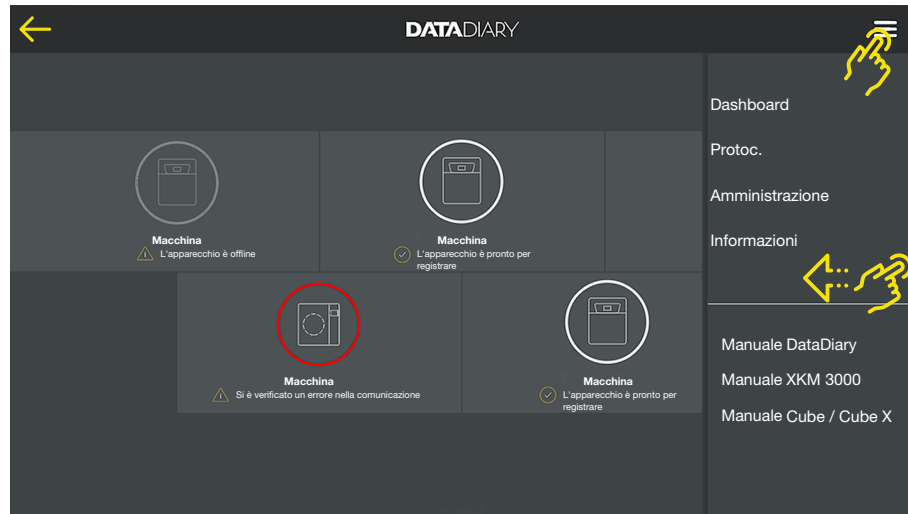 DATADIARY
Dashboard
Protoc.
Amministrazione
Informazioni
Macchina
L'apparecchio è offline
Macchina
L'apparecchio è pronto per
registrare
Macchina
Si è verificato un errore nella comunicazione
Macchina
L'apparecchio è pronto per
registrare
Manuale DataDiary
Manuale XKM 3000
Manuale Cube / Cube X